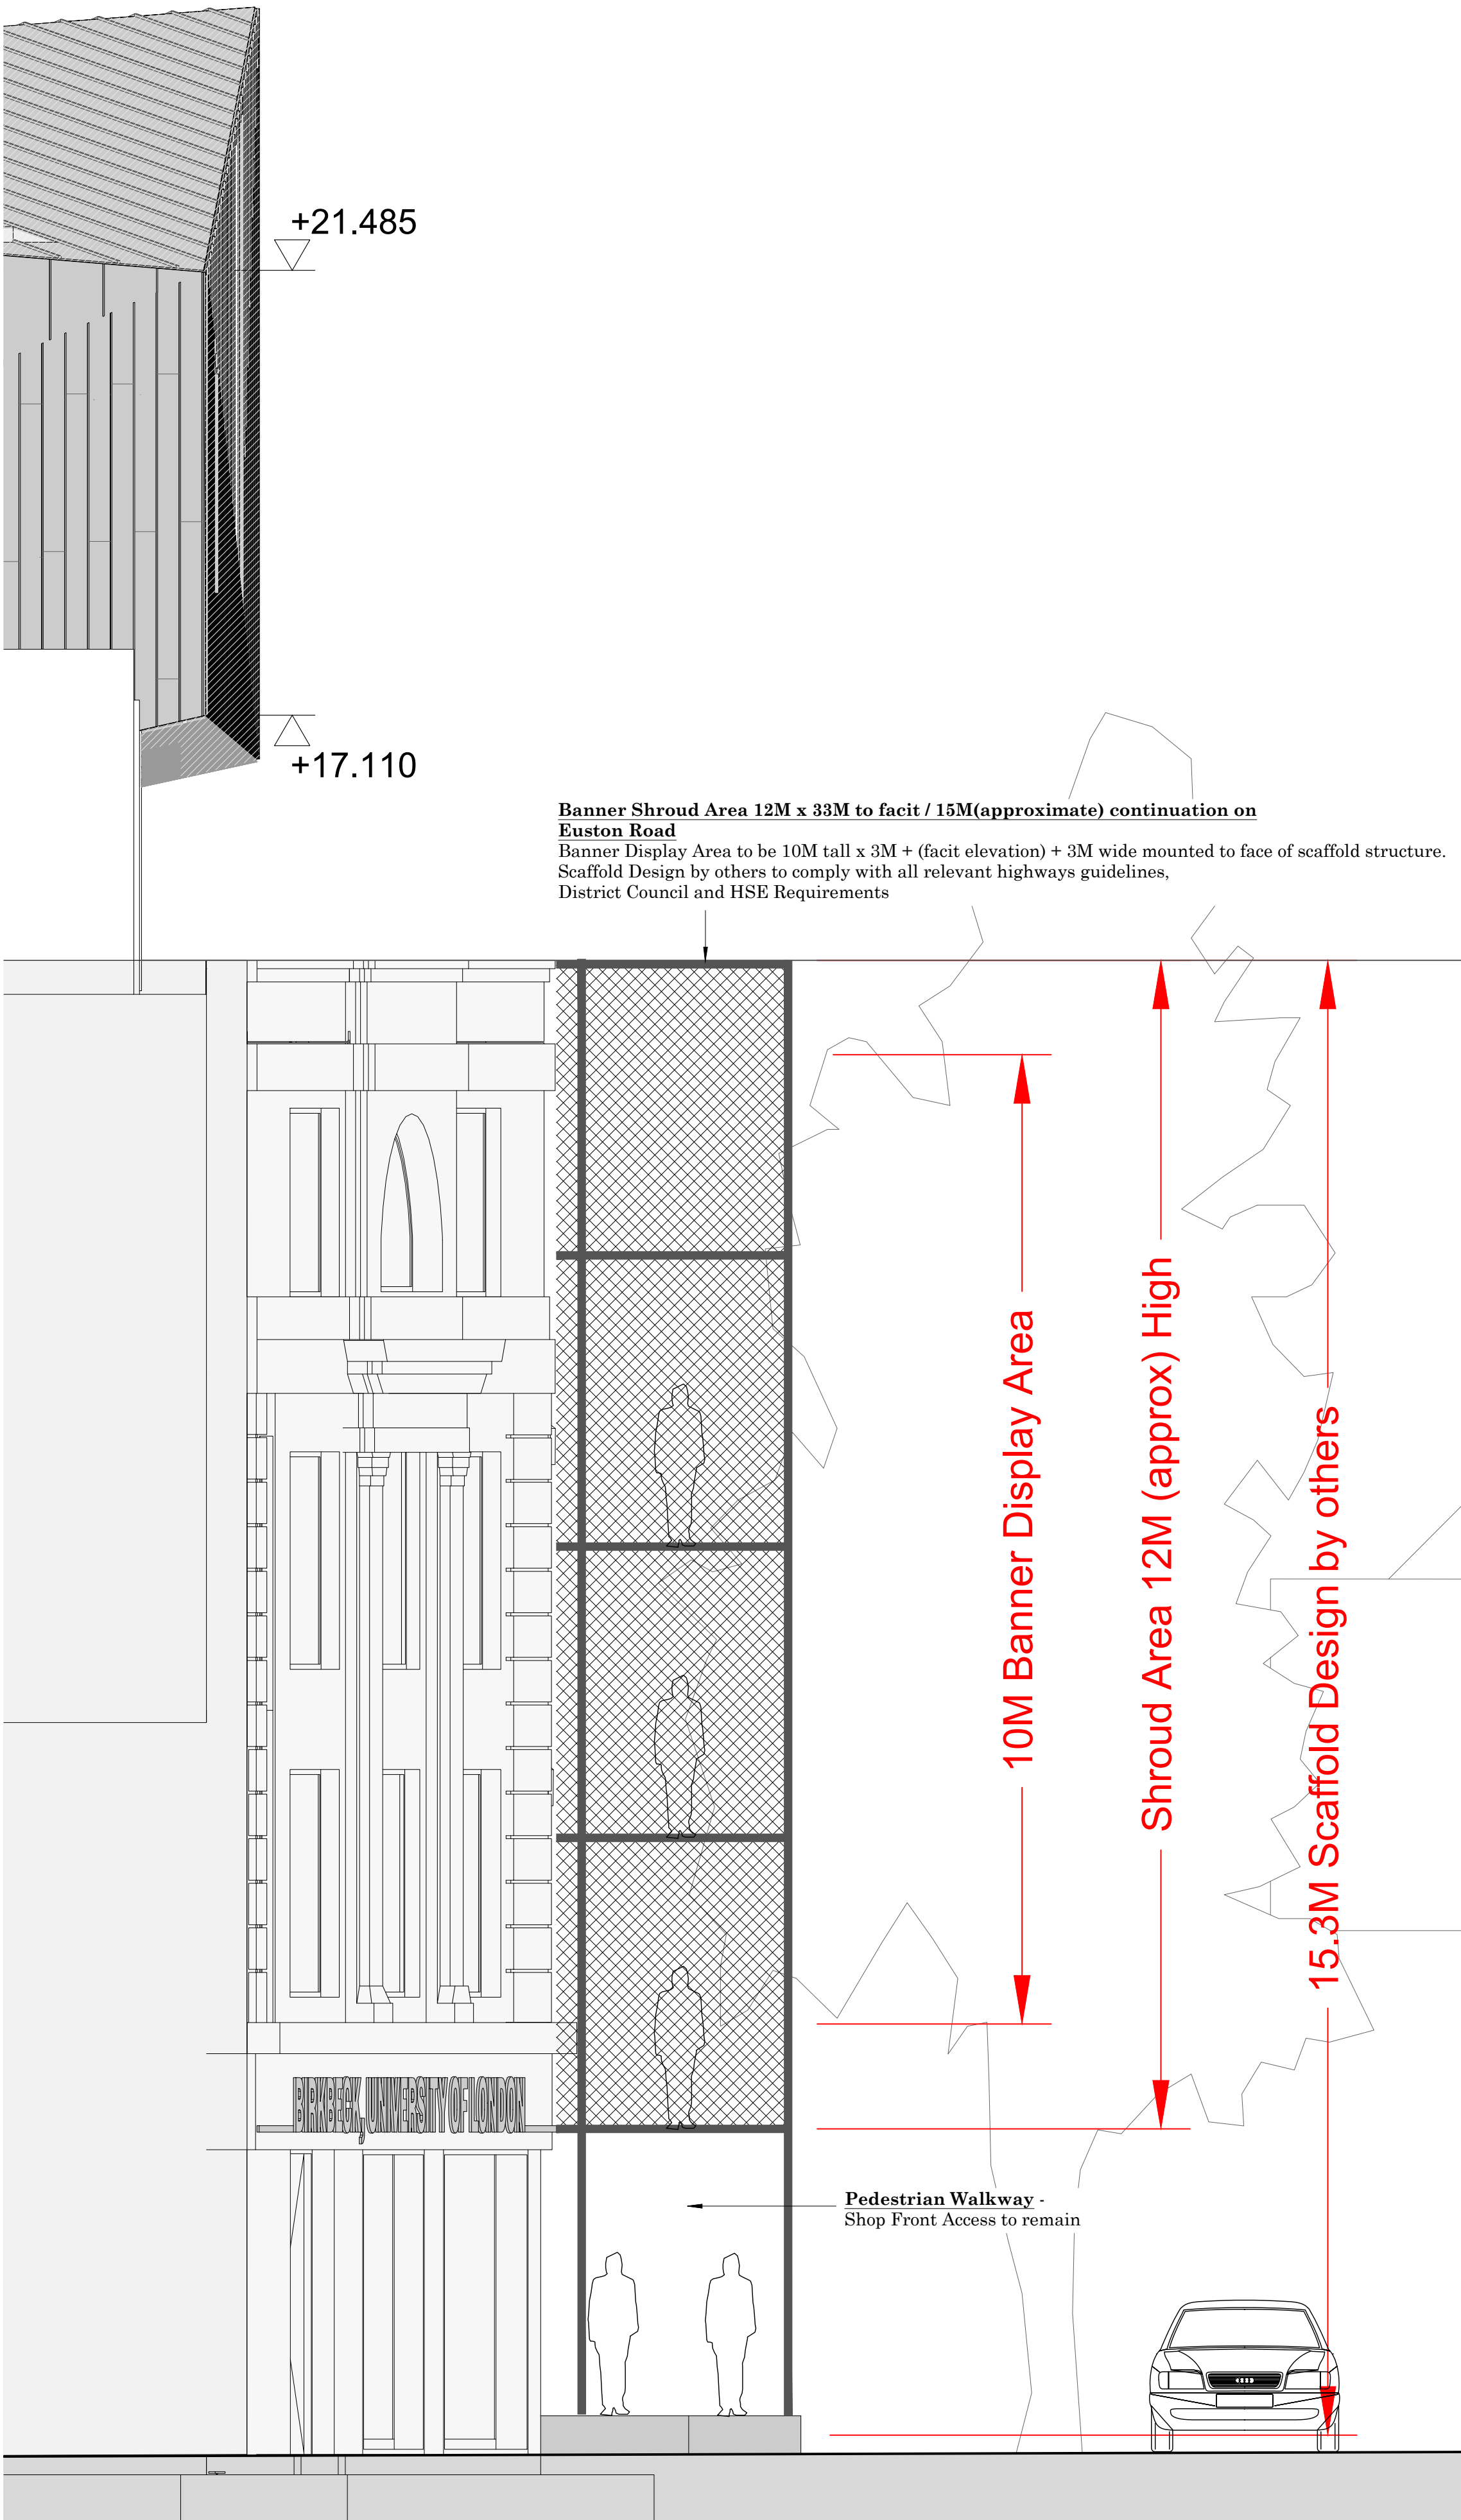 +21.485
+17.110
Banner Shroud Area 12M x 33M to facit / 15M(approximate) continuation on
Euston Road
Banner Display Area to be 10M tall x 3M + (facit elevation) + 3M wide mounted to face of scaffold structure.
Scaffold Design by others to comply with all relevant highways guidelines,
District Council and HSE Requirements
10M Banner Display Area
Shroud Area 12M (approx) High
15.3M Scaffold Design by others
BIRKBECK, UNIVERSITY OF LONDON
Pedestrian Walkway -
Shop Front Access to remain